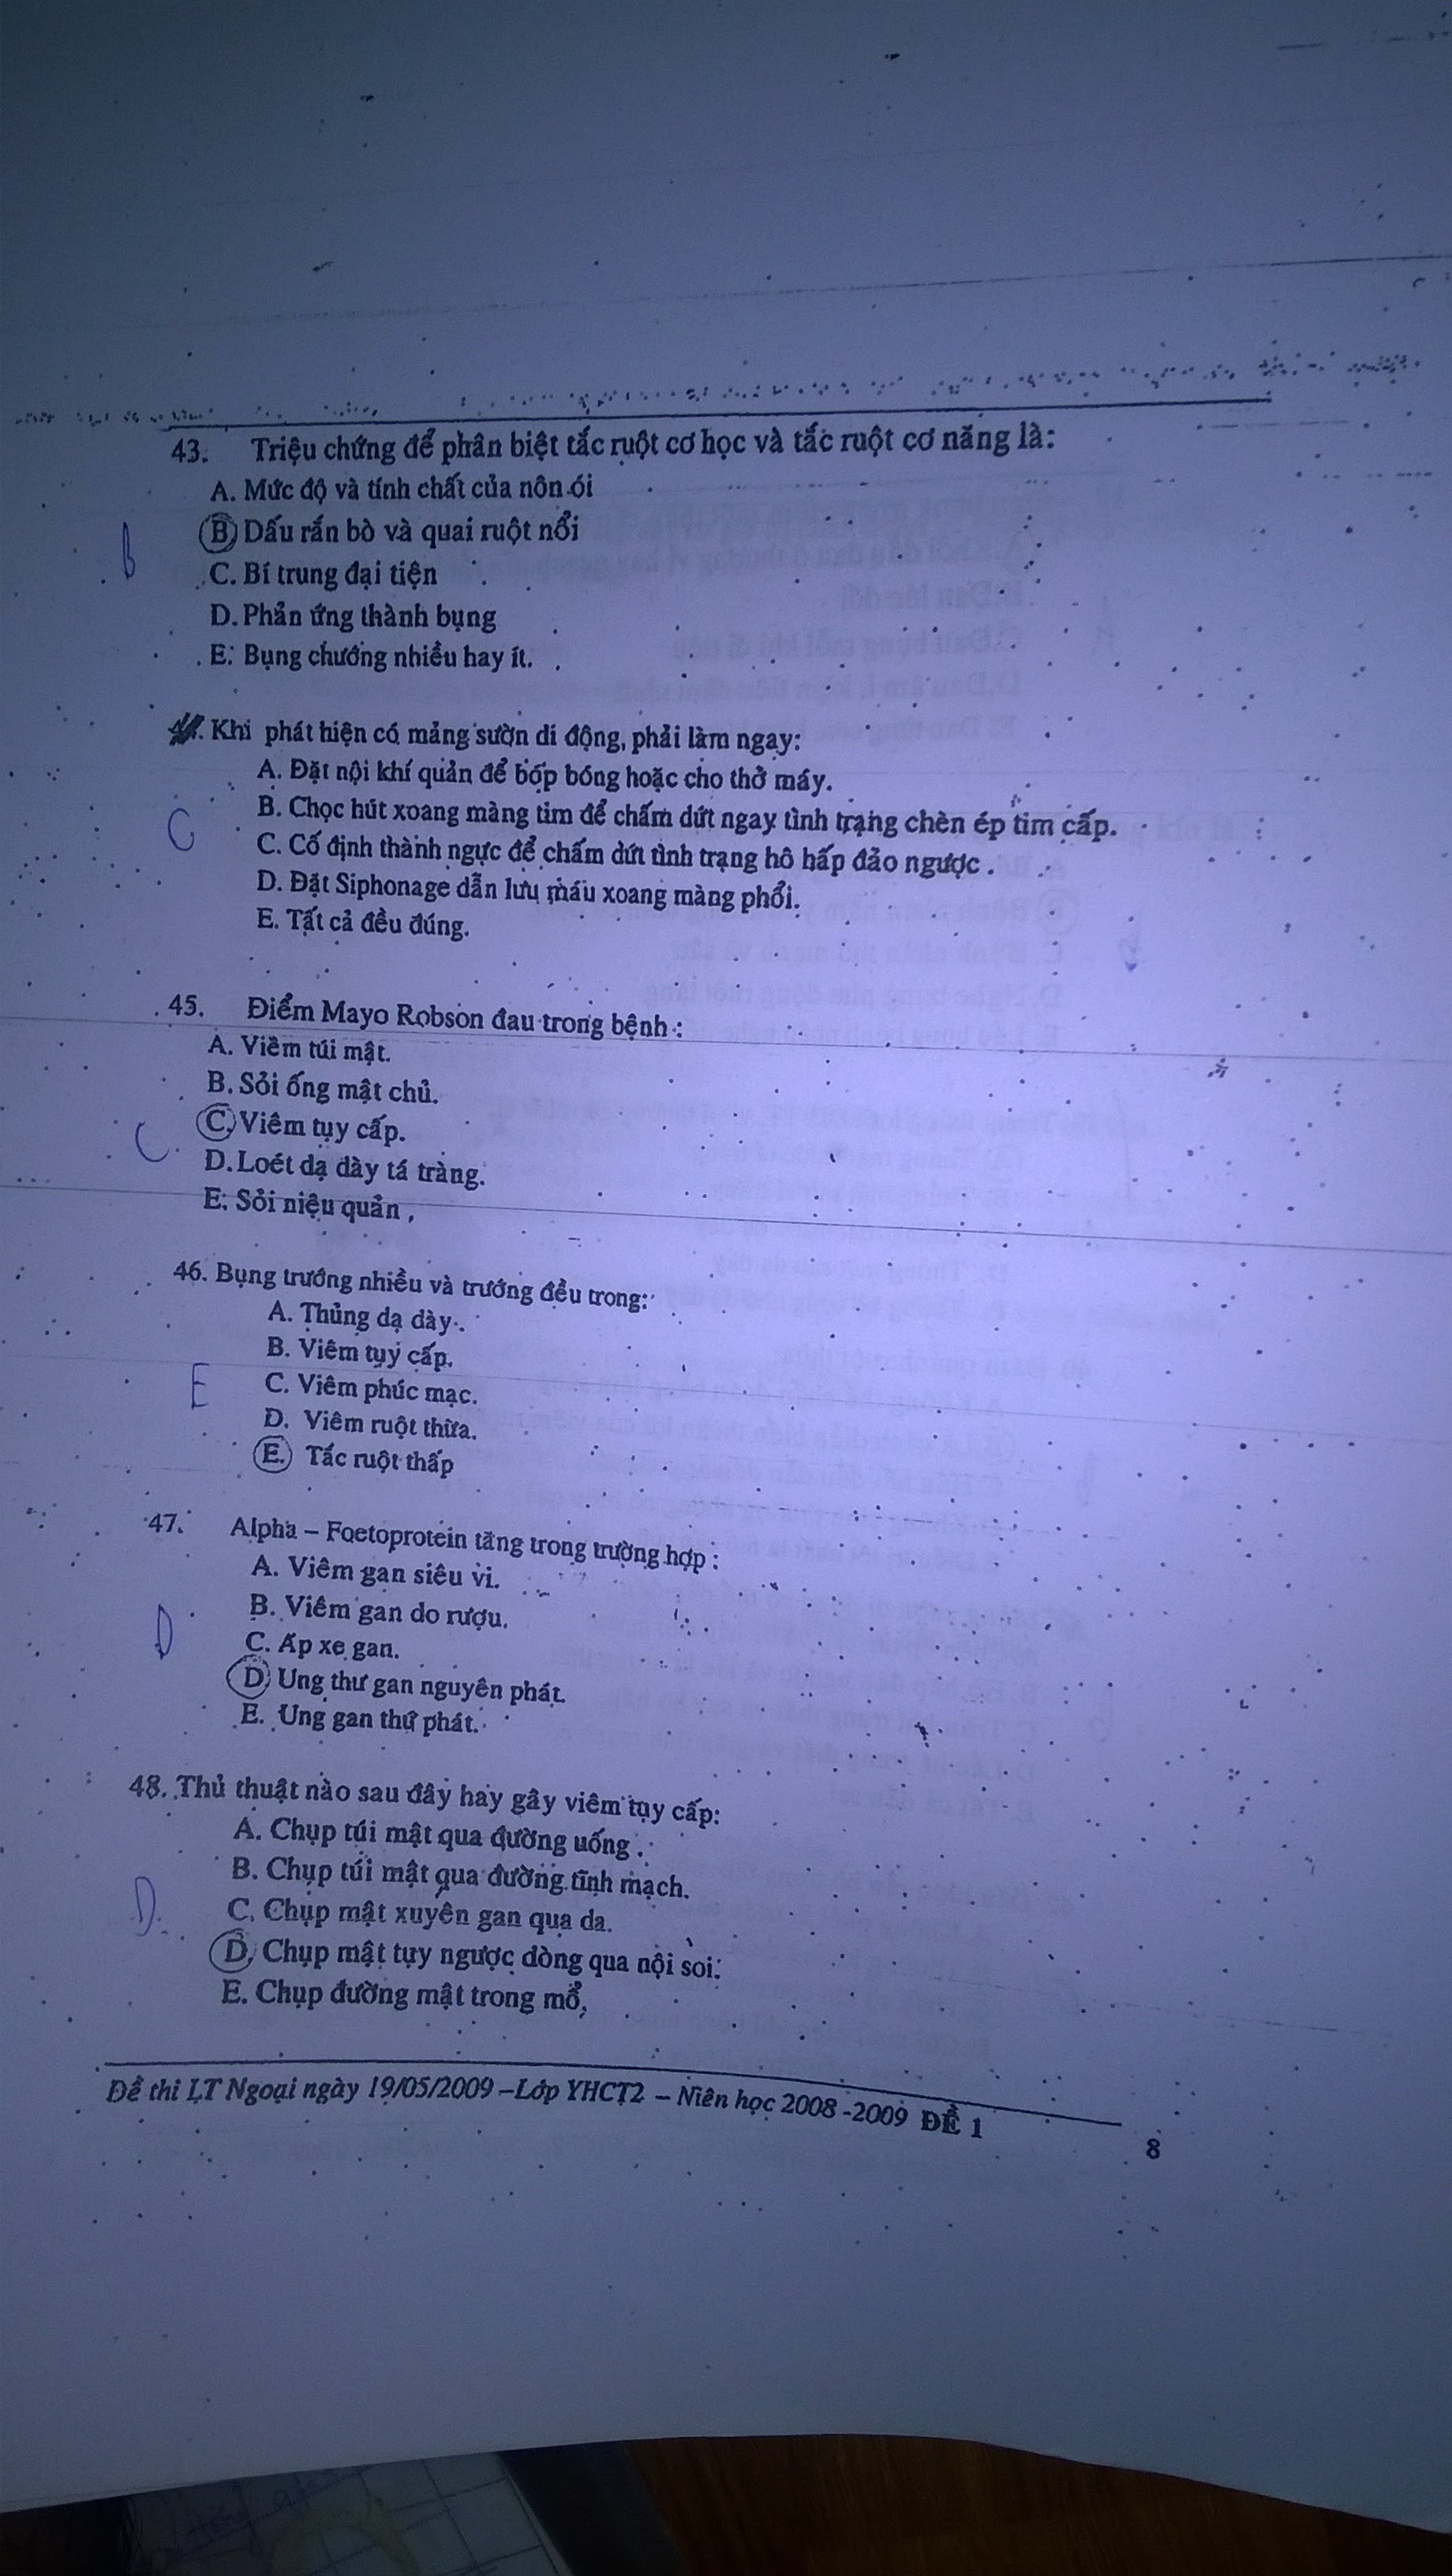 43. Triệu chứng để phân biệt tắc ruột cơ học và tắc ruột cơ năng là:
A. Mức độ và tính chất của nôn ói
B. Dấu rắn bò và quai ruột nổi
B
C. Bí trung đại tiện
D. Phản ứng thành bụng
E. Bụng chướng nhiều hay ít.
44. Khi phát hiện có mảng sườn di động, phải làm ngay:
A. Đặt nội khí quản để bóp bóng hoặc cho thở máy.
B. Chọc hút xoang màng tim để chấm dứt ngay tình trạng chèn ép tim cấp.
C
C. Cố định thành ngực để chấm dứt tình trạng hô hấp đảo ngược .
D. Đặt Siphonage dẫn lưu máu xoang màng phổi.
E. Tất cả đều đúng.
45. Điểm Mayo Robson đau trong bệnh :
A. Viêm túi mật.
B. Sỏi ống mật chủ.
C. Viêm tụy cấp.
C
D. Loét dạ dày tá tràng.
E. Sỏi niệu quản .
46. Bụng trướng nhiều và trướng đều trong:
A. Thủng dạ dày .
B. Viêm tụy cấp.
E
C. Viêm phúc mạc.
D. Viêm ruột thừa.
E. Tắc ruột thấp
47. Alpha – Foetoprotein tăng trong trường hợp :
A. Viêm gan siêu vi.
B. Viêm gan do rượu.
D
C. Áp xe gan.
D. Ung thư gan nguyên phát.
E. Ung gan thứ phát.
48. Thủ thuật nào sau đây hay gây viêm tụy cấp:
A. Chụp túi mật qua đường uống .
B. Chụp túi mật qua đường tĩnh mạch.
D.
C. Chụp mật xuyên gan qua da.
D. Chụp mật tụy ngược dòng qua nội soi.
E. Chụp đường mật trong mổ.
Đề thi LT Ngoại ngày 19/05/2009 –Lớp YHCT2 – Niên học 2008 -2009 ĐỀ 1
8